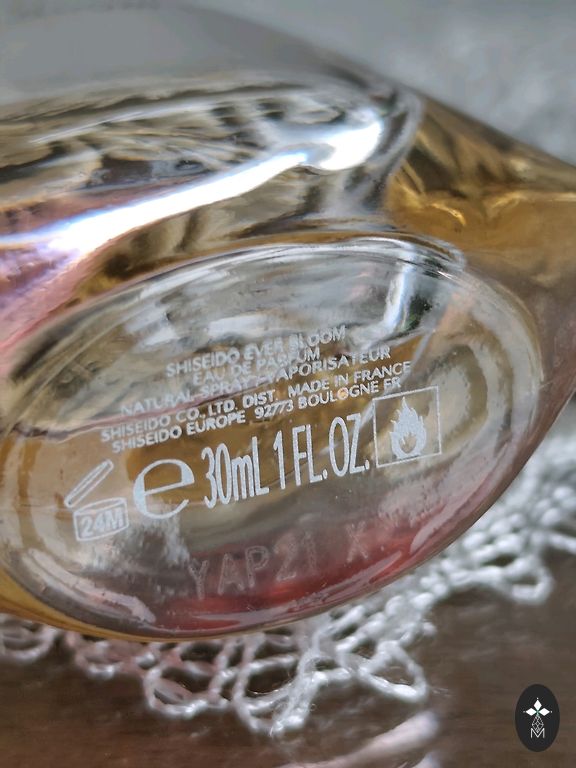 SHISEIDO EVER BLOOM
EAU DE PARFUM
NATURAL SPRAY-VAPORISATEUR
SHISEIDO CO., LTD. DIST. MADE IN FRANCE
SHISEIDO EUROPE 92773 BOULOGNE FR
24M e 30mL 1 FL.OZ.
YAP21 X
M